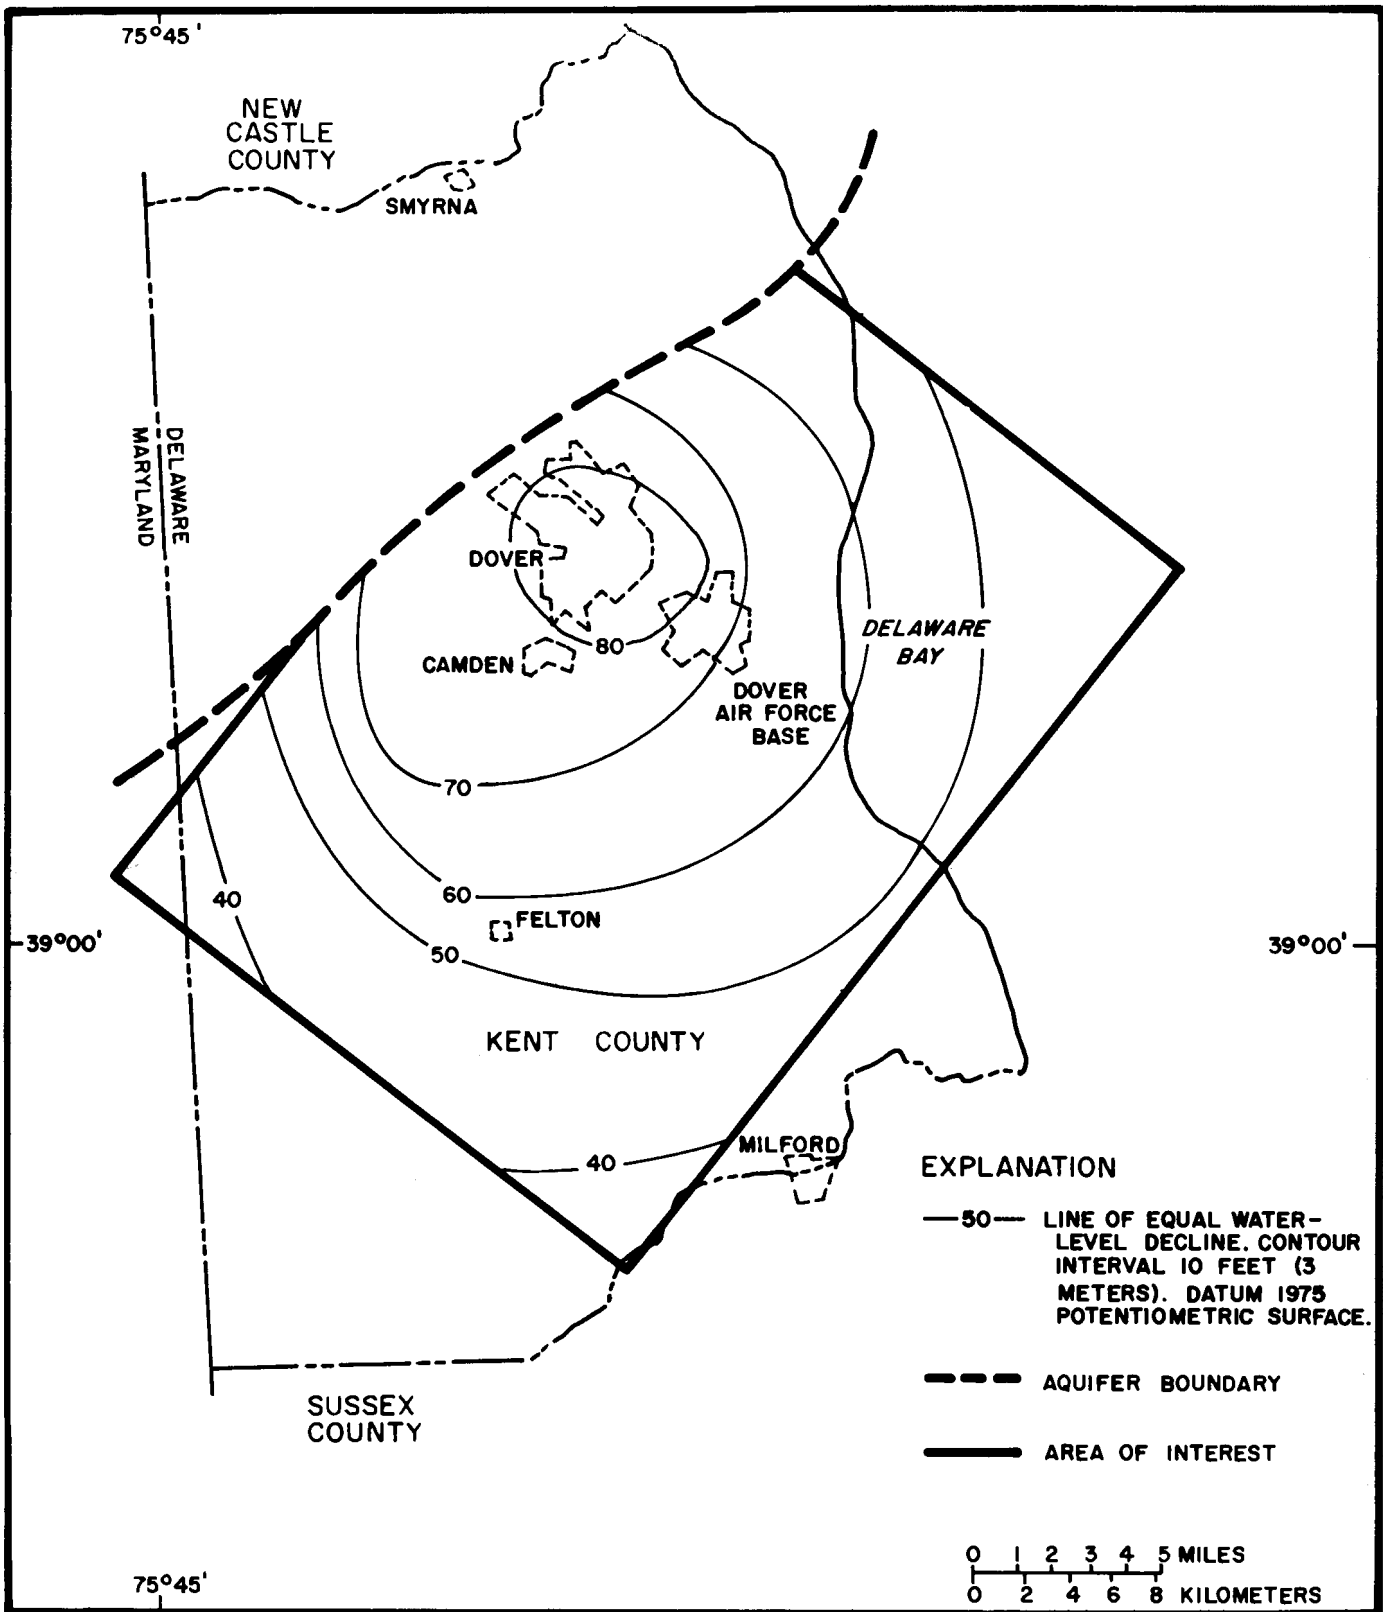 75°45'
NEW
CASTLE
COUNTY
SMYRNA
DELAWARE
MARYLAND
DOVER
80
CAMDEN
DELAWARE
BAY
DOVER
AIR FORCE
BASE
70
60
40
FELTON
50
39°00'
39°00'
KENT COUNTY
MILFORD
40
EXPLANATION
50 LINE OF EQUAL WATER-
LEVEL DECLINE. CONTOUR
INTERVAL 10 FEET (3
METERS). DATUM 1975
POTENTIOMETRIC SURFACE.
AQUIFER BOUNDARY
SUSSEX
COUNTY
AREA OF INTEREST
0 1 2 3 4 5 MILES
0 2 4 6 8 KILOMETERS
75°45'